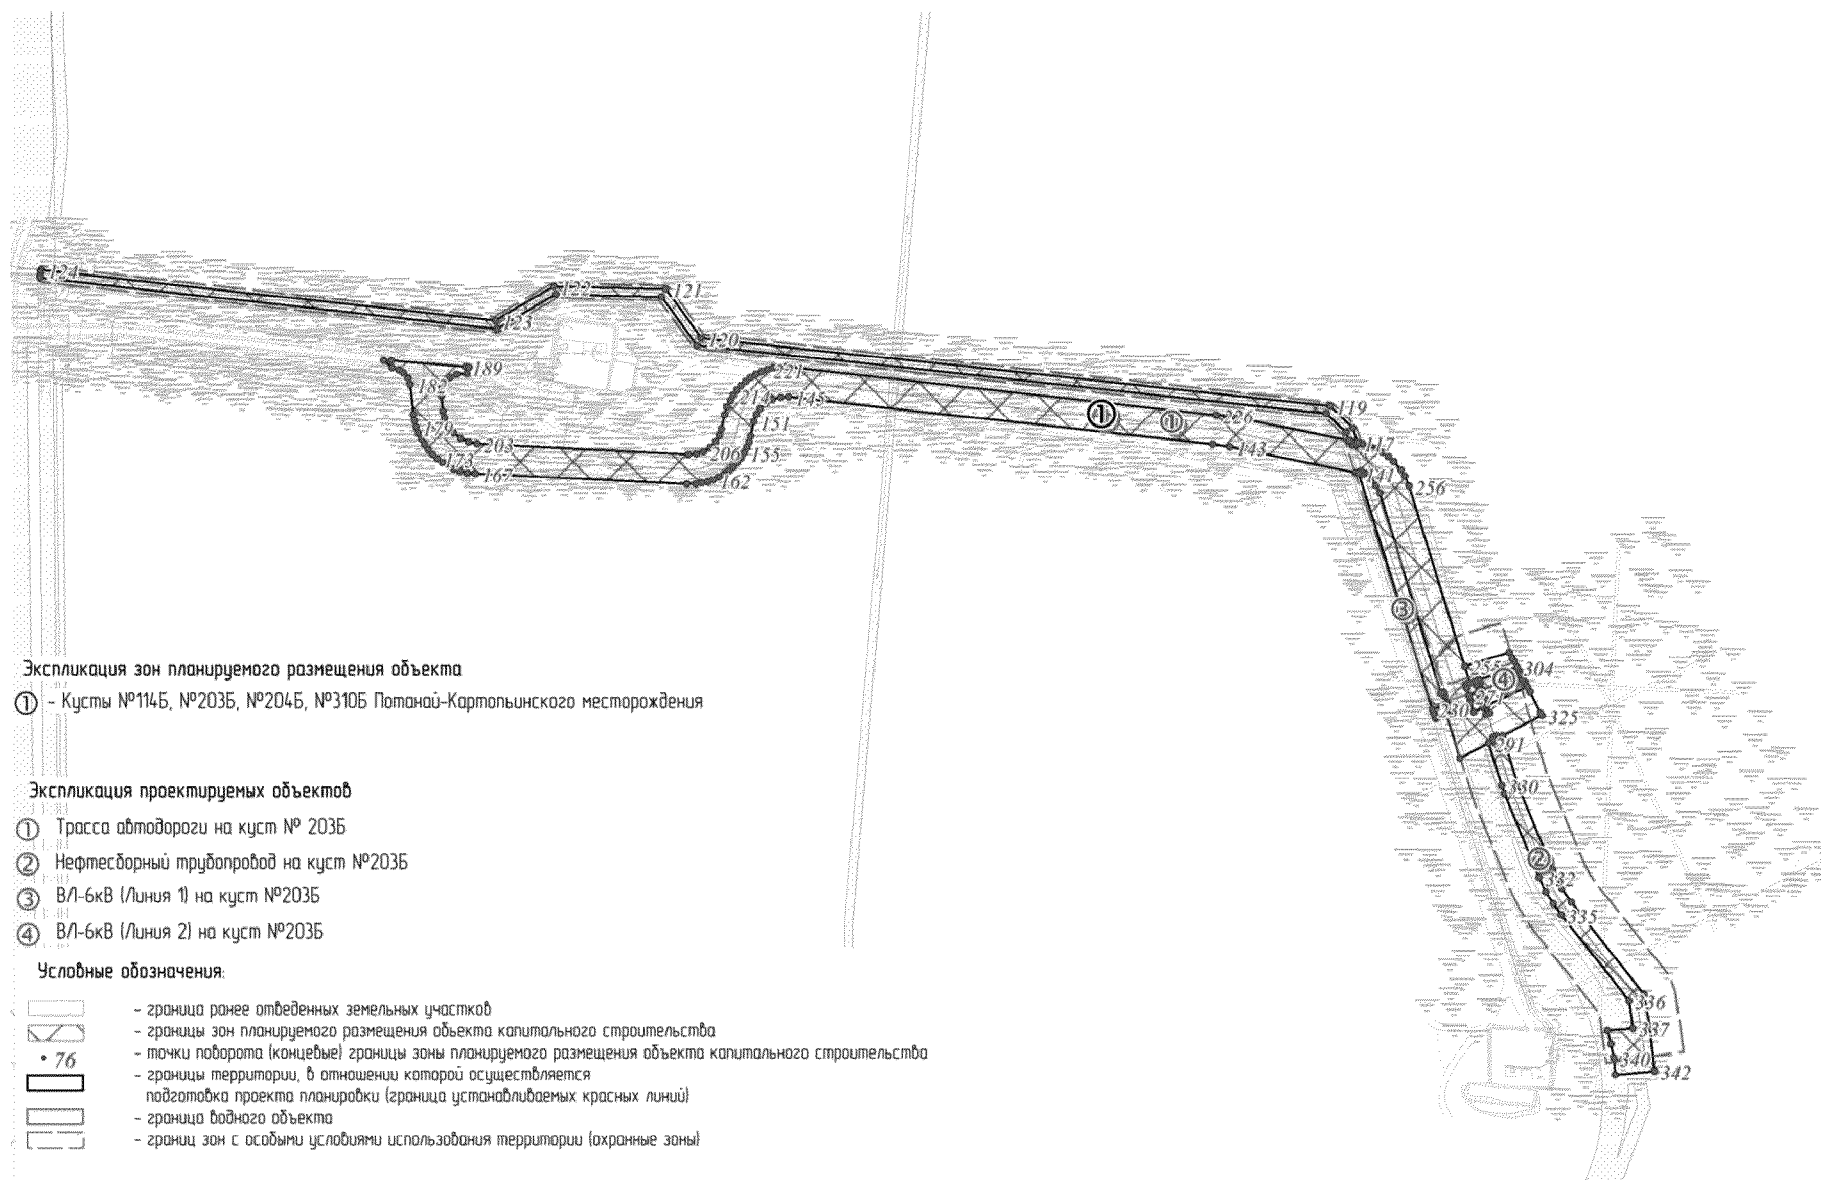 124
123
122
121
120
189
182
179
173
203
167
206
162
155
151
214
221
145
1
1
226
143
119
117
141
256
3
255
304
4
230
271
325
291
330
2
332
335
336
337
340
342
Экспликация зон планируемого размещения объекта
1 - Кусты №114Б, №203Б, №204Б, №310Б Потанай-Картопьинского месторождения
Экспликация проектируемых объектов
1 Трасса автодороги на куст № 203Б
2 Нефтесборный трубопровод на куст №203Б
3 ВЛ-6кВ (Линия 1) на куст №203Б
4 ВЛ-6кВ (Линия 2) на куст №203Б
Условные обозначения:
- граница ранее отведенных земельных участков
- границы зон планируемого размещения объекта капитального строительства
• 76 - точки поворота (концевые) границы зоны планируемого размещения объекта капитального строительства
- границы территории, в отношении которой осуществляется
подготовка проекта планировки (граница устанавливаемых красных линий)
- граница водного объекта
- границ зон с особыми условиями использования территории (охранные зоны)